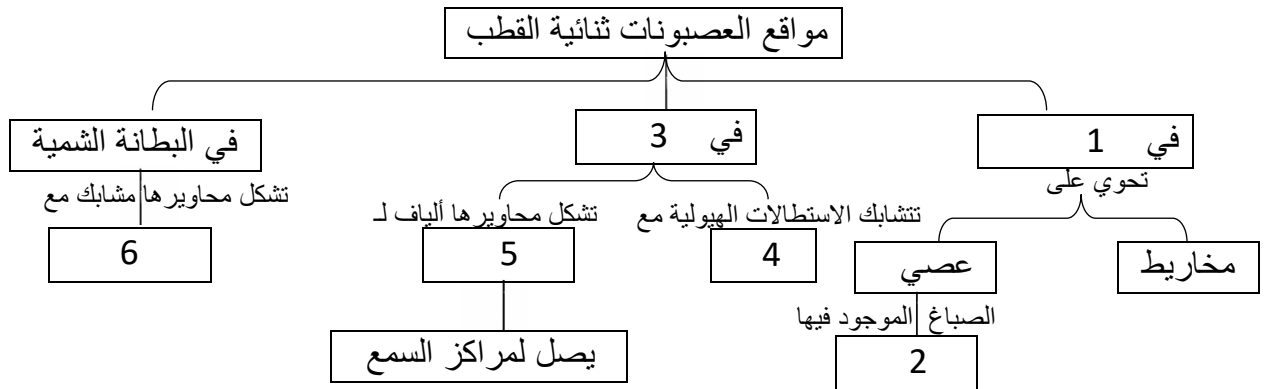 مواقع العصبونات ثنائية القطب
في 1
في 3
في البطانة الشمية
تحوي على
تتشابك الاستطالات الهيولية مع
تشكل محاويرها ألياف لـ
تشكل محاويرها مشابك مع
مخاريط
عصي
4
5
6
الصباغ الموجود فيها
2
يصل لمراكز السمع